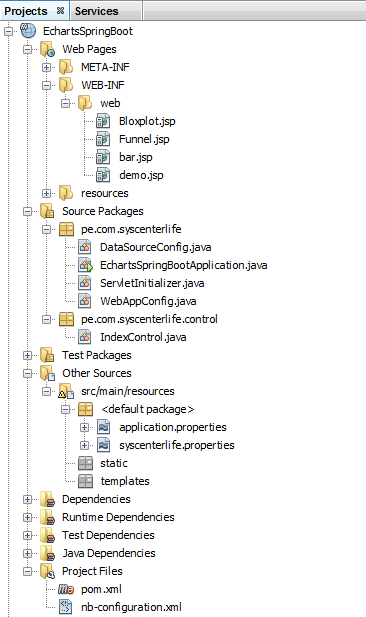 Projects Services
EchartsSpringBoot
Web Pages
META-INF
WEB-INF
web
Bloxplot.jsp
Funnel.jsp
bar.jsp
demo.jsp
resources
Source Packages
pe.com.syscenterlife
DataSourceConfig.java
EchartsSpringBootApplication.java
ServletInitializer.java
WebAppConfig.java
pe.com.syscenterlife.control
IndexControl.java
Test Packages
Other Sources
src/main/resources
<default package>
application.properties
syscenterlife.properties
static
templates
Dependencies
Runtime Dependencies
Test Dependencies
Java Dependencies
Project Files
pom.xml
nb-configuration.xml